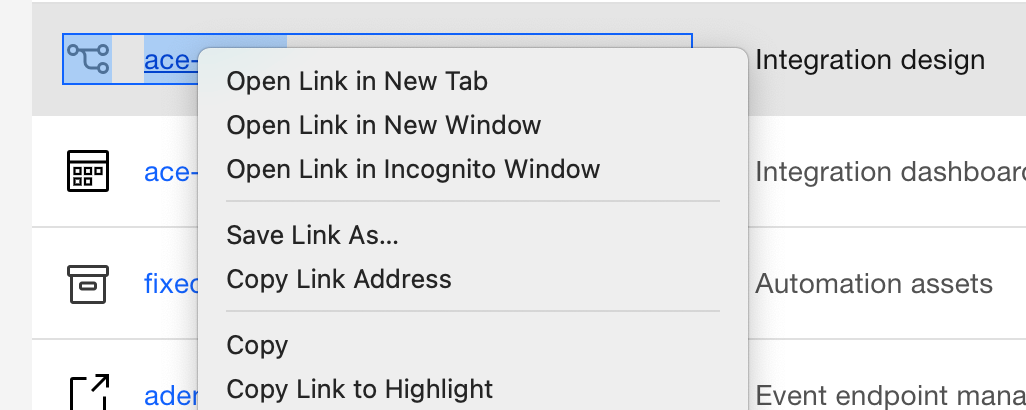 ace- Integration design
Open Link in New Tab
Open Link in New Window
ace- Integration dashboard
Open Link in Incognito Window
Save Link As...
Copy Link Address
fixed Automation assets
Copy
Copy Link to Highlight
Event endpoint mana